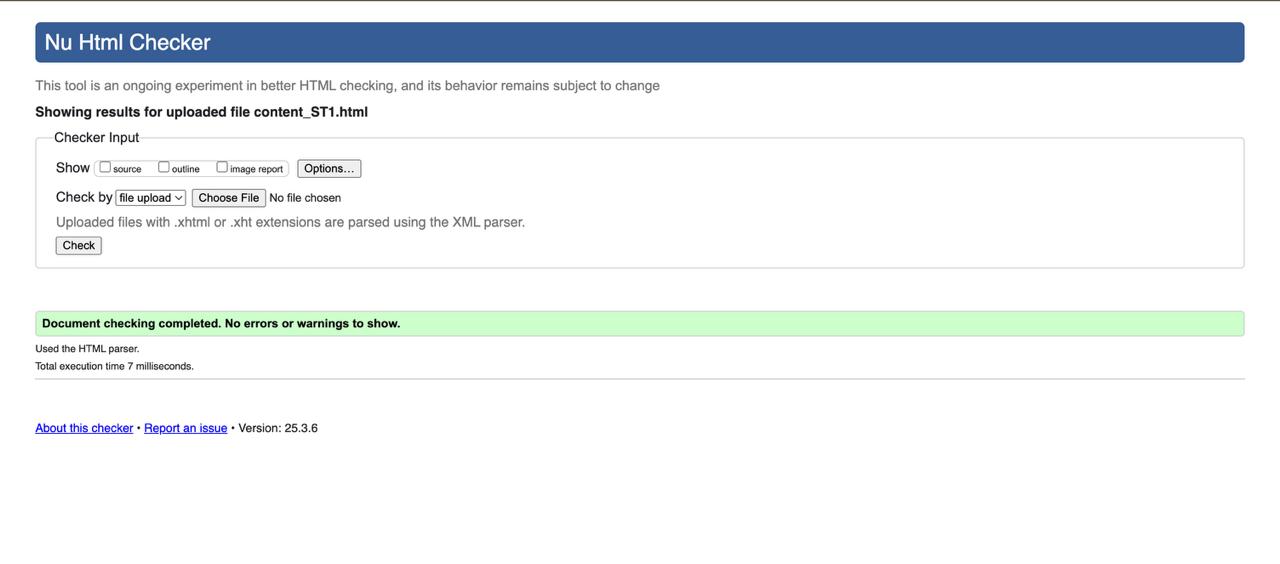 Nu Html Checker
This tool is an ongoing experiment in better HTML checking, and its behavior remains subject to change
Showing results for uploaded file content_ST1.html
Checker Input
Show source outline image report Options...
Check by file upload Choose File No file chosen
Uploaded files with .xhtml or .xht extensions are parsed using the XML parser.
Check
Document checking completed. No errors or warnings to show.
Used the HTML parser.
Total execution time 7 milliseconds.
About this checker • Report an issue • Version: 25.3.6